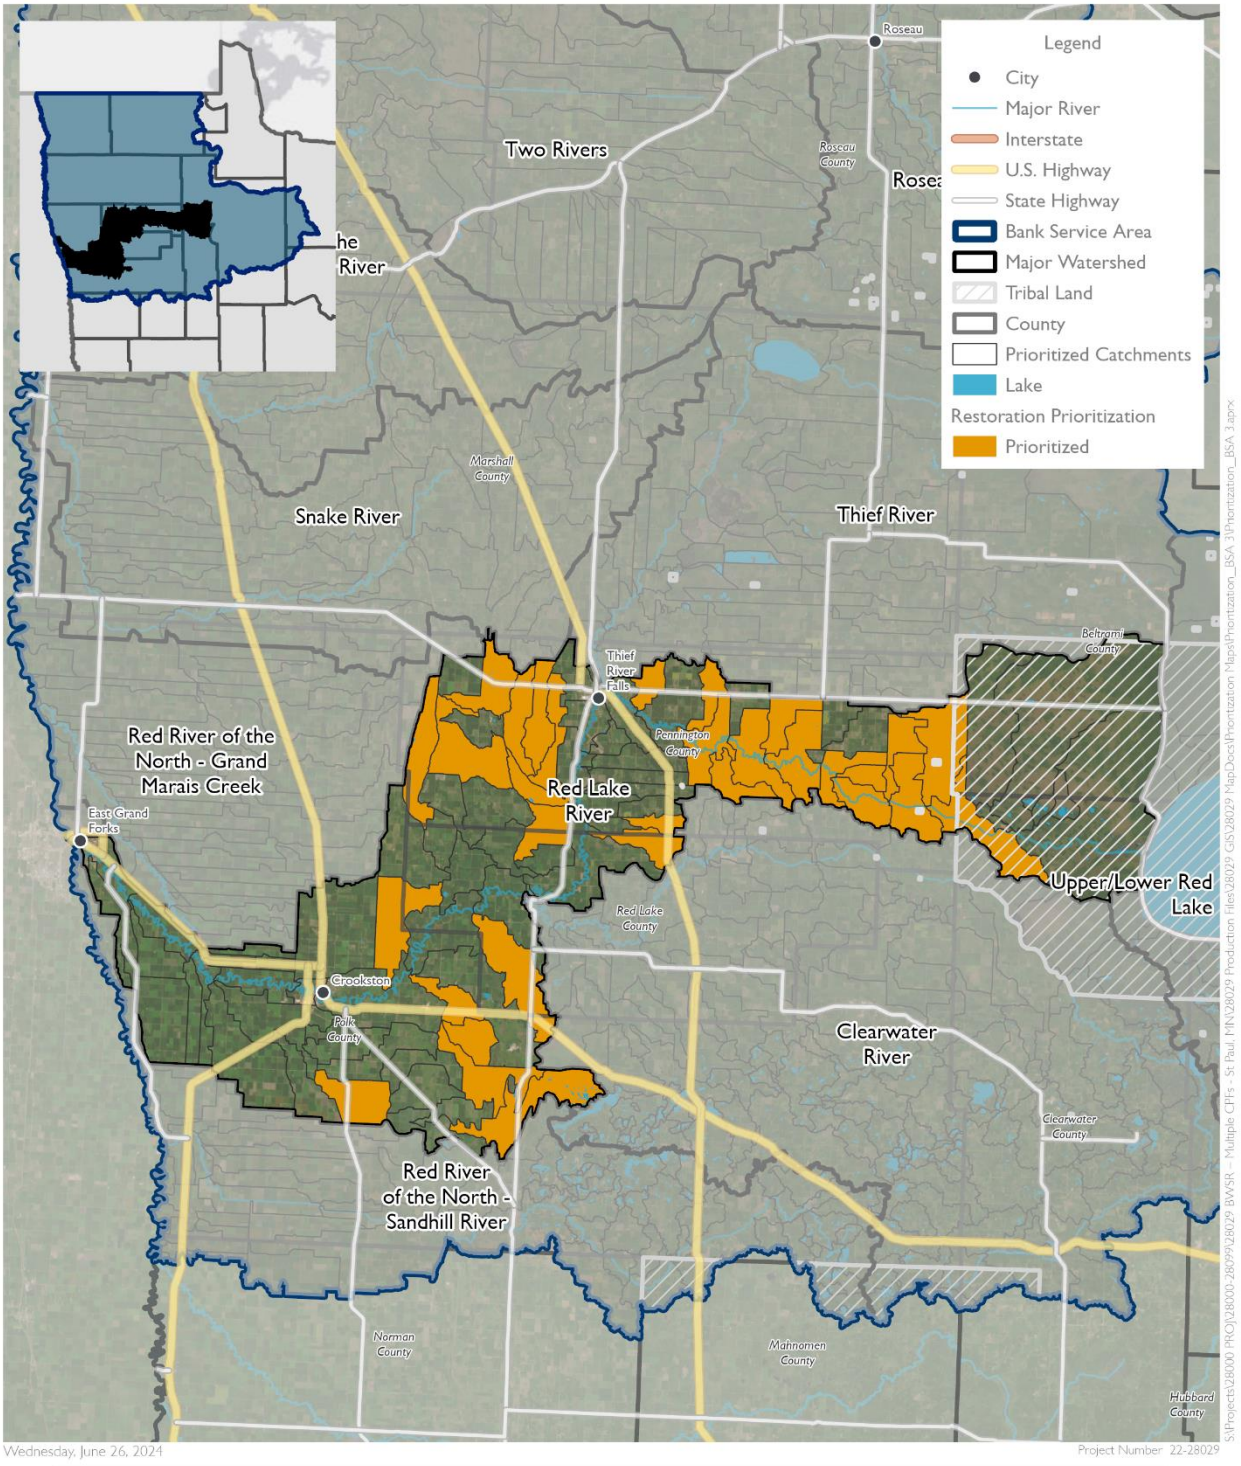 Roseau
Legend
City
Major River
Interstate
U.S. Highway
State Highway
Bank Service Area
Major Watershed
Tribal Land
County
Prioritized Catchments
Lake
Restoration Prioritization
Prioritized
Two Rivers
Roseau
County
Rosea
he
River
Marshall
County
Snake River
Thief River
Beltrami
County
Thief
River
Falls
Pennington
County
Red River of the
North - Grand
Marais Creek
Red Lake
River
East Grand
Forks
Upper/Lower Red
Lake
Red Lake
County
Crookston
Polk
County
Clearwater
River
Clearwater
County
Red River
of the North -
Sandhill River
Norman
County
Mahnomen
County
Hubbard
County
Wednesday, June 26, 2024
Project Number 22-28029